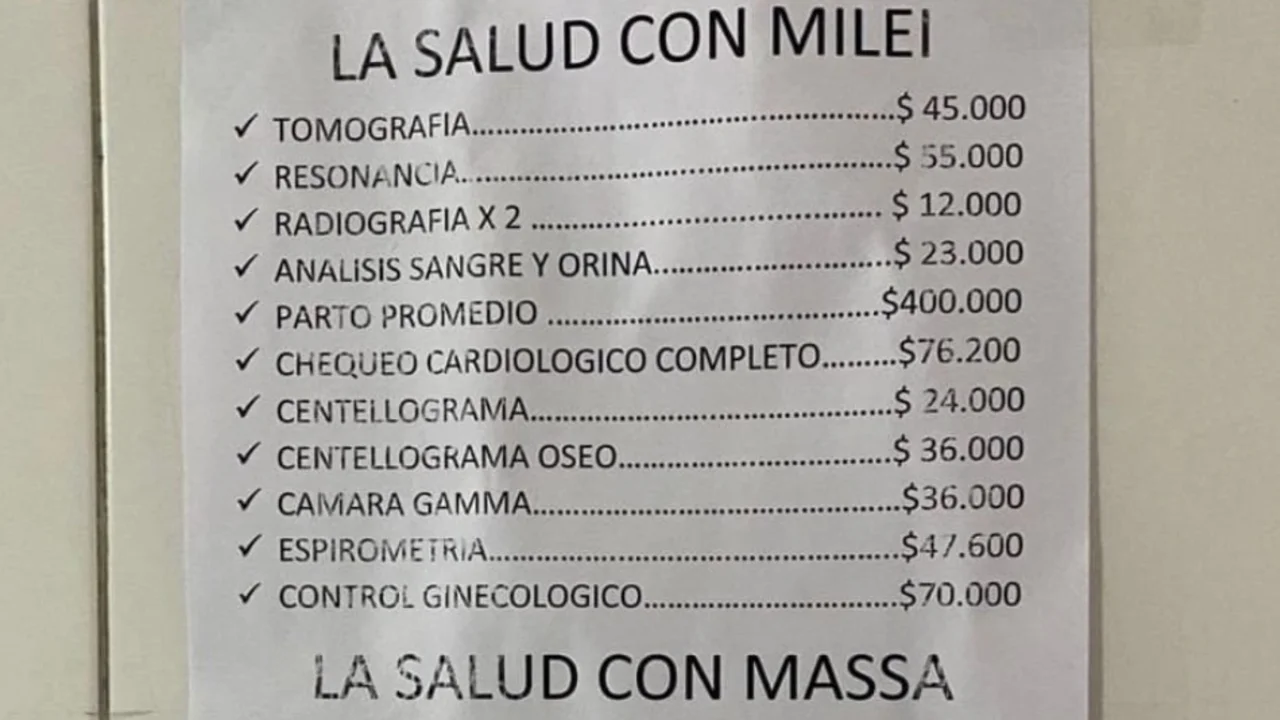 LA SALUD CON MILEI
✓ TOMOGRAFIA.....................................................$ 45.000
✓ RESONANCIA.....................................................$ 55.000
✓ RADIOGRAFIA X 2 ........................................... $ 12.000
✓ ANALISIS SANGRE Y ORINA.............................$ 23.000
✓ PARTO PROMEDIO .........................................$400.000
✓ CHEQUEO CARDIOLOGICO COMPLETO.........$76.200
✓ CENTELLOGRAMA.............................................$ 24.000
✓ CENTELLOGRAMA OSEO..................................$ 36.000
✓ CAMARA GAMMA.............................................$36.000
✓ ESPIROMETRIA..................................................$47.600
✓ CONTROL GINECOLOGICO...............................$70.000
LA SALUD CON MASSA